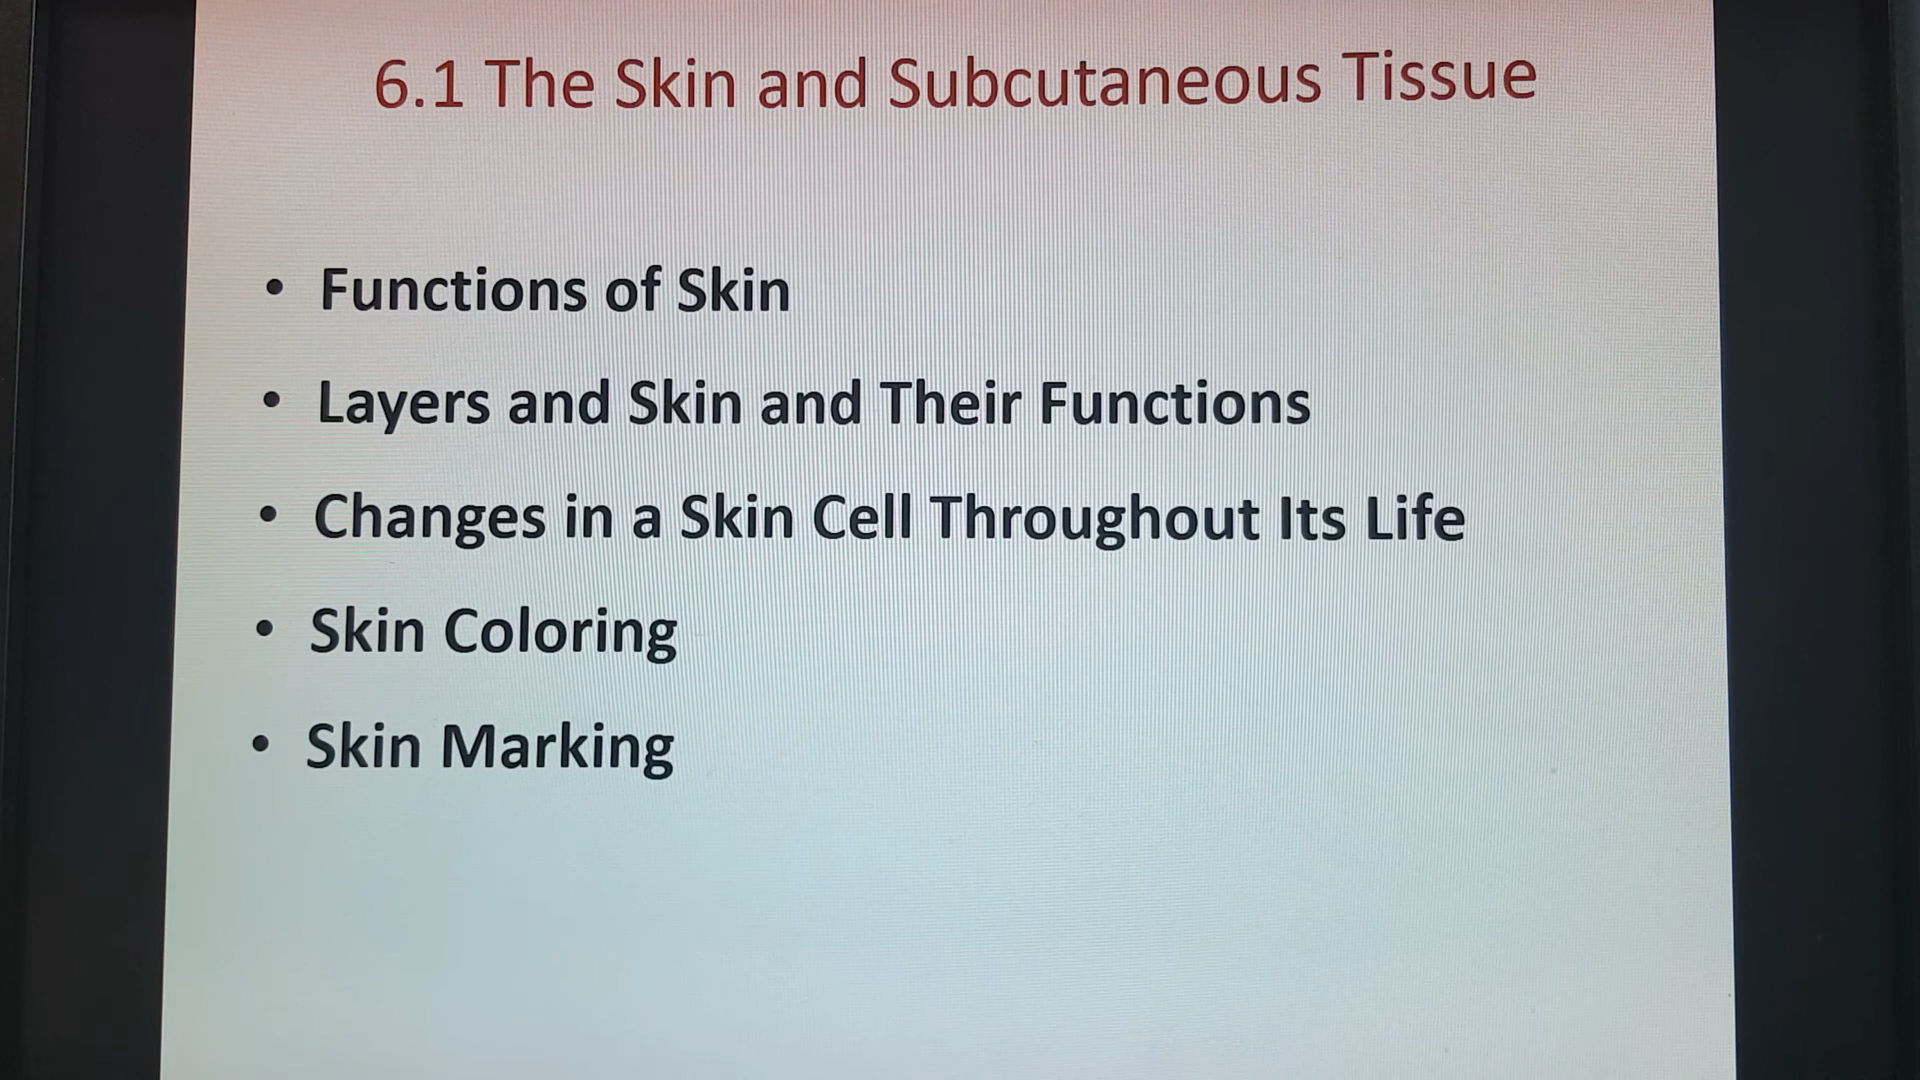 6.1 The Skin and Subcutaneous Tissue
• Functions of Skin
• Layers and Skin and Their Functions
• Changes in a Skin Cell Throughout Its Life
• Skin Coloring
• Skin Marking